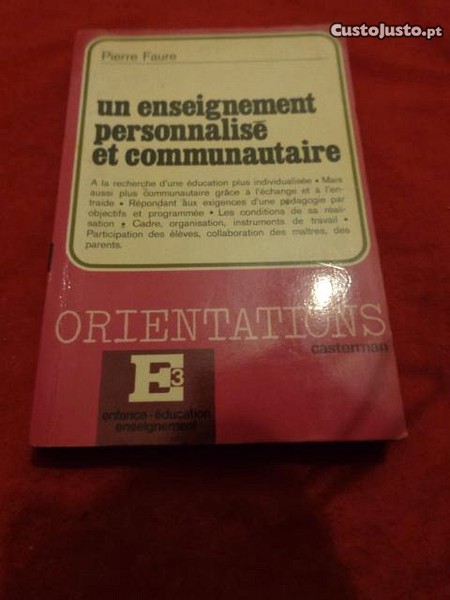 CustoJusto.pt
Pierre Faure
un enseignement
personnalisé
et communautaire
A la recherche d'une éducation plus individualisée • Mais
aussi plus communautaire grâce à l'échange et à l'en-
traide • Répondant aux exigences d'une pédagogie par
objectifs et programmée • Les conditions de sa réali-
sation • Cadre, organisation, instruments de travail •
Participation des élèves, collaboration des maîtres, des
parents.
ORIENTATIONS
casterman
E3
enfance-éducation
enseignement